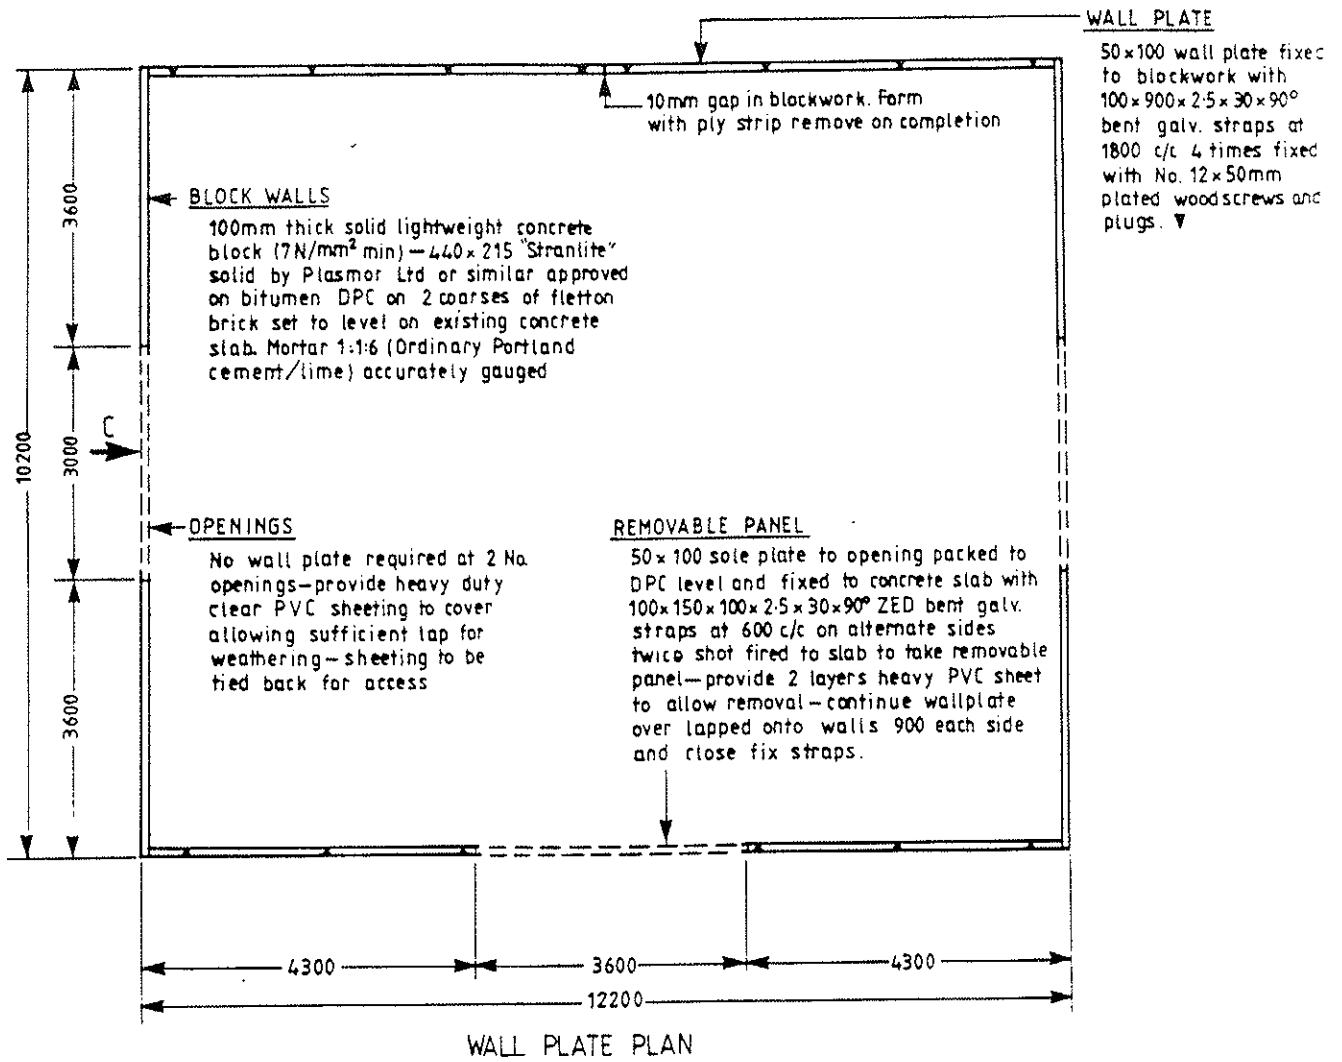 WALL PLATE
50×100 wall plate fixed
to blockwork with
100×900×2·5×30×90°
bent galv. straps at
1800 c/c 4 times fixed
with No. 12×50mm
plated woodscrews and
plugs. ▼
10mm gap in blockwork. Form
with ply strip remove on completion
BLOCK WALLS
100mm thick solid lightweight concrete
block (7N/mm² min)—440×215 "Stranlite"
solid by Plasmor Ltd or similar approved
on bitumen DPC on 2 coarses of fletton
brick set to level on existing concrete
slab. Mortar 1:1:6 (Ordinary Portland
cement/lime) accurately gauged
3600
10200
3000
C
3600
OPENINGS
No wall plate required at 2 No.
openings—provide heavy duty
clear PVC sheeting to cover
allowing sufficient lap for
weathering—sheeting to be
tied back for access
REMOVABLE PANEL
50×100 sole plate to opening packed to
DPC level and fixed to concrete slab with
100×150×100×2·5×30×90° ZED bent galv.
straps at 600 c/c on alternate sides
twice shot fired to slab to take removable
panel—provide 2 layers heavy PVC sheet
to allow removal—continue wallplate
over lapped onto walls 900 each side
and close fix straps.
4300
3600
4300
12200
WALL PLATE PLAN